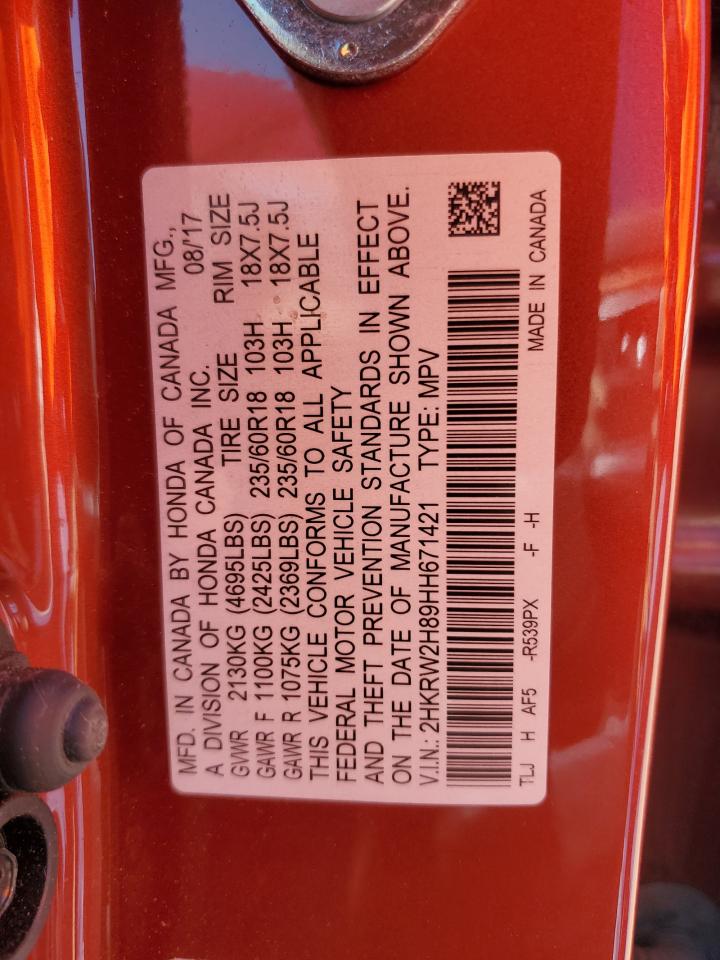 MFD. IN CANADA BY HONDA OF CANADA MFG.,
A DIVISION OF HONDA CANADA INC. 08/'17
GVWR 2130KG (4695LBS) TIRE SIZE RIM SIZE
GAWR F 1100KG (2425LBS) 235/60R18 103H 18X7.5J
GAWR R 1075KG (2369LBS) 235/60R18 103H 18X7.5J
THIS VEHICLE CONFORMS TO ALL APPLICABLE
FEDERAL MOTOR VEHICLE SAFETY
AND THEFT PREVENTION STANDARDS IN EFFECT
ON THE DATE OF MANUFACTURE SHOWN ABOVE.
V.I.N.: 2HKRW2H89HH671421 TYPE: MPV
TLJ H AF5 -R539PX -F -H MADE IN CANADA